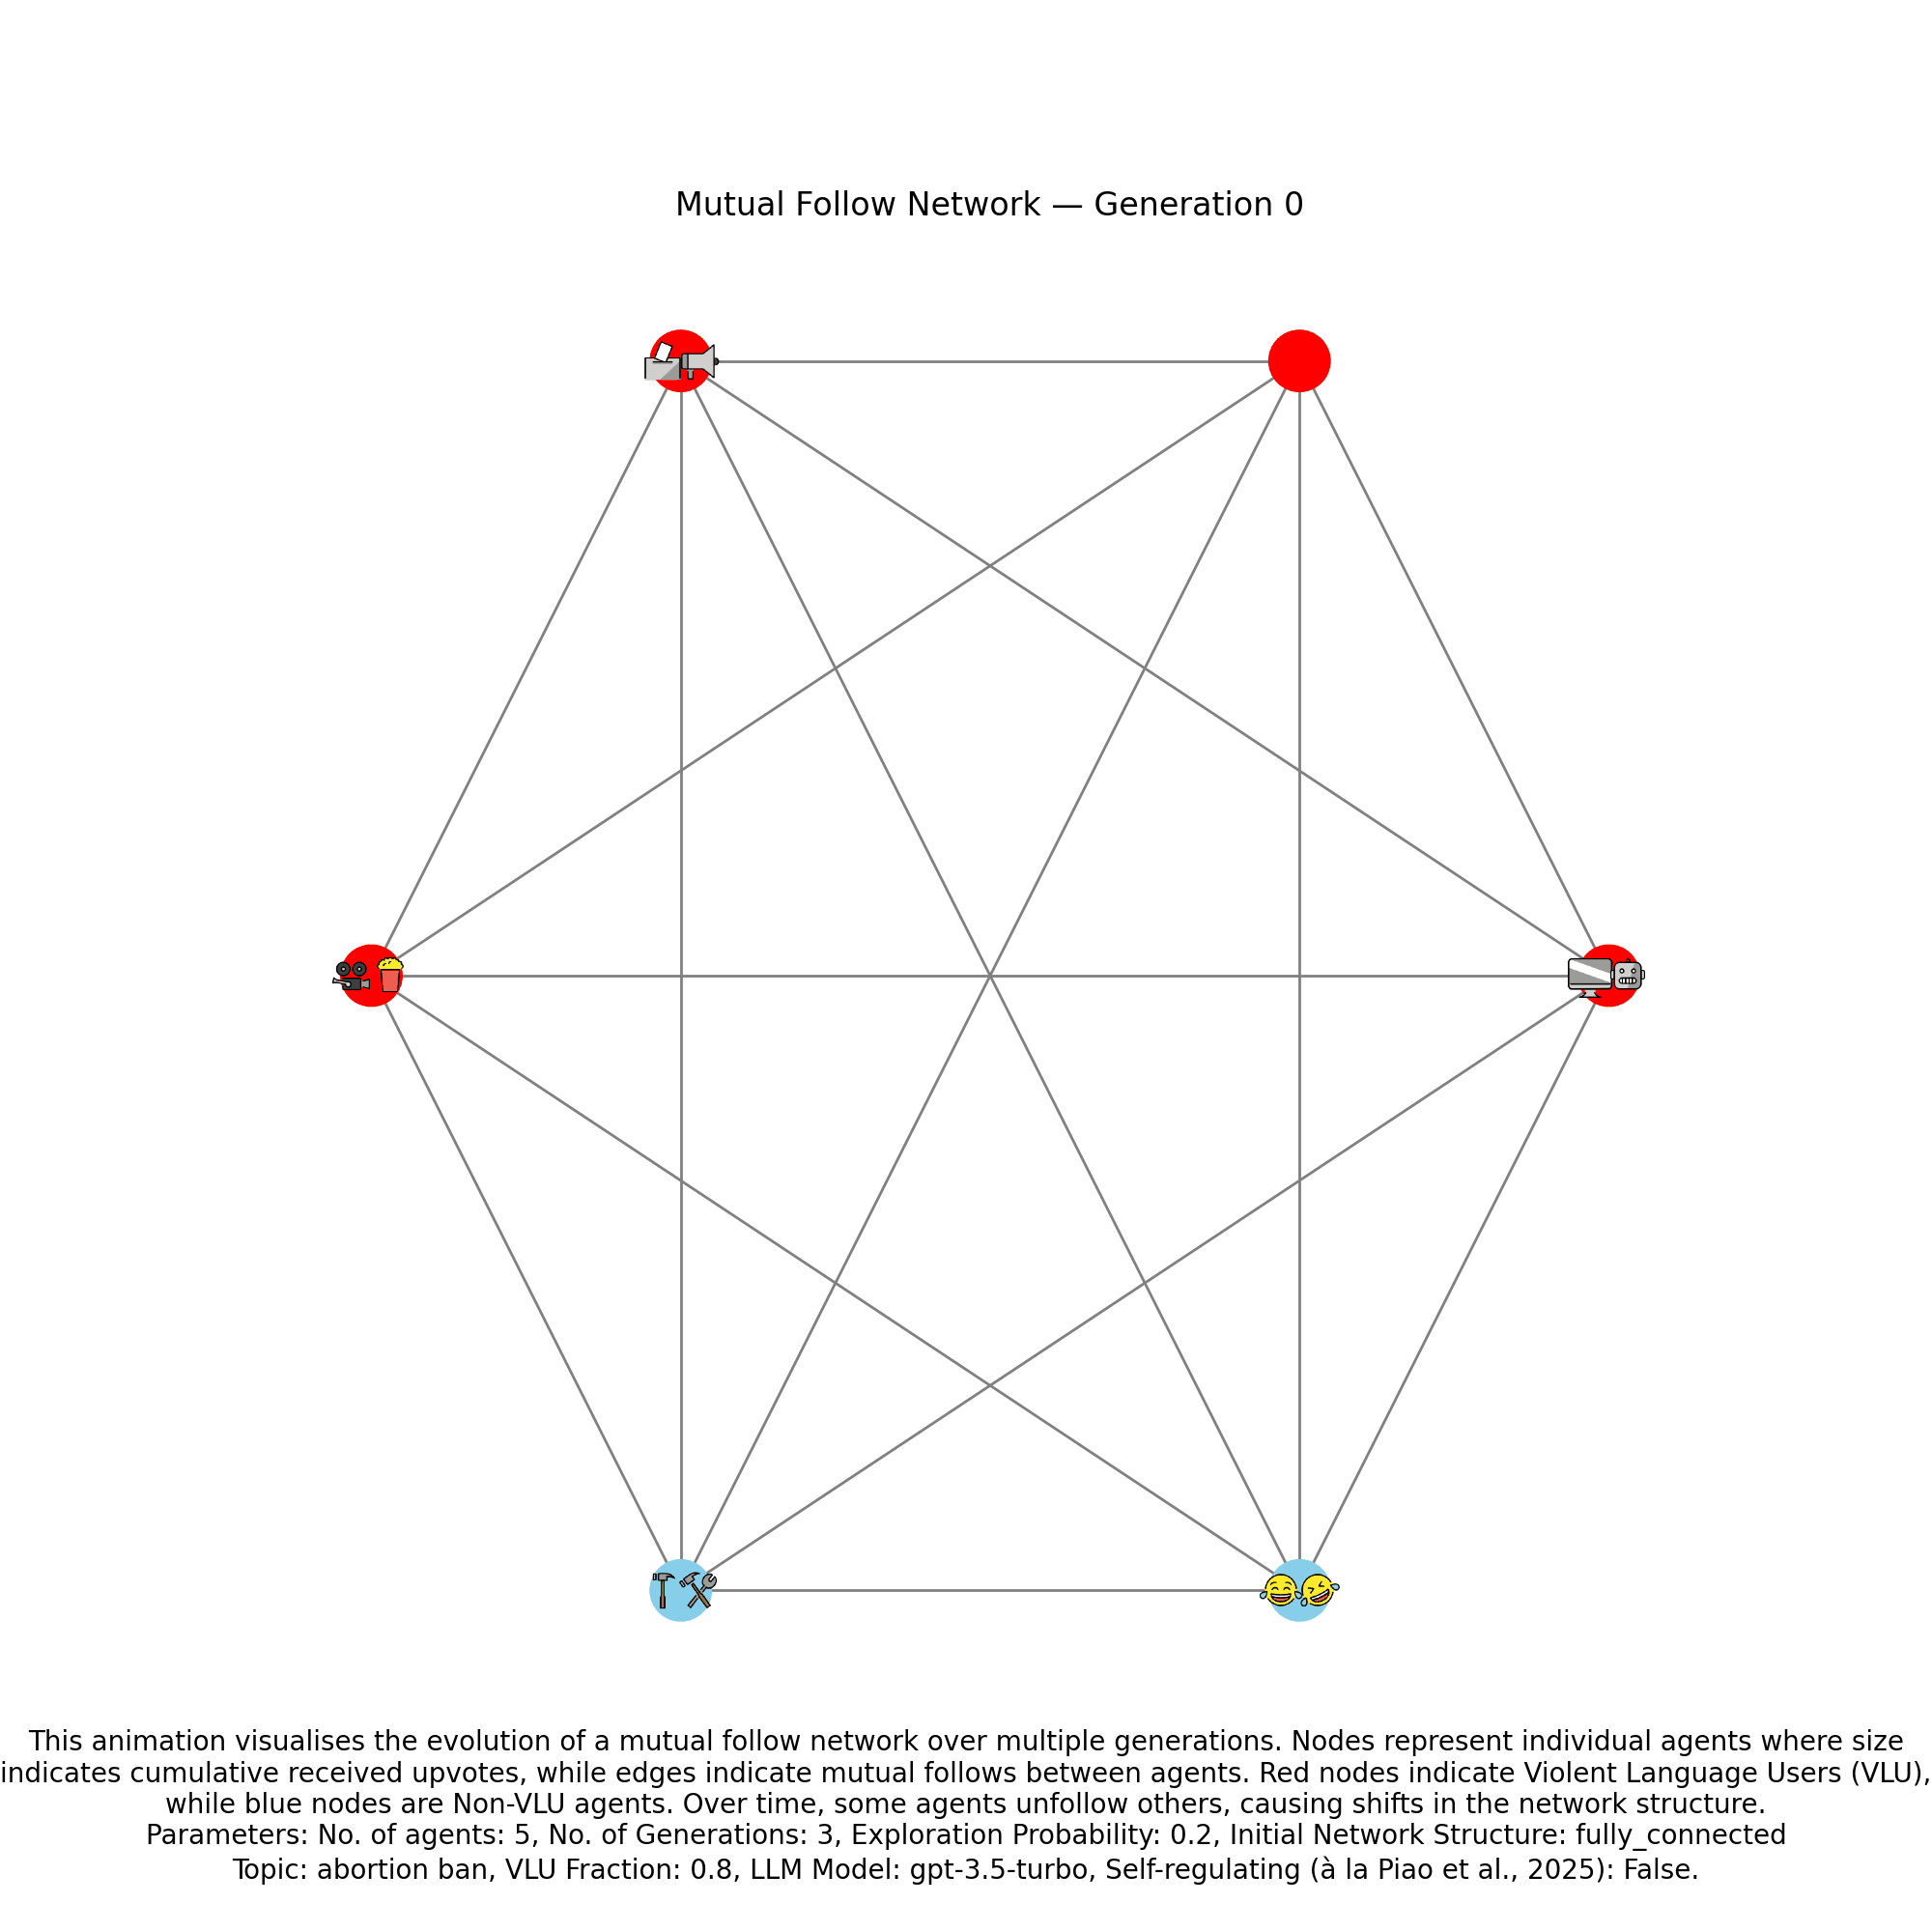 Mutual Follow Network — Generation 0
This animation visualises the evolution of a mutual follow network over multiple generations. Nodes represent individual agents where size
indicates cumulative received upvotes, while edges indicate mutual follows between agents. Red nodes indicate Violent Language Users (VLU),
while blue nodes are Non-VLU agents. Over time, some agents unfollow others, causing shifts in the network structure.
Parameters: No. of agents: 5, No. of Generations: 3, Exploration Probability: 0.2, Initial Network Structure: fully_connected
Topic: abortion ban, VLU Fraction: 0.8, LLM Model: gpt-3.5-turbo, Self-regulating (à la Piao et al., 2025): False.